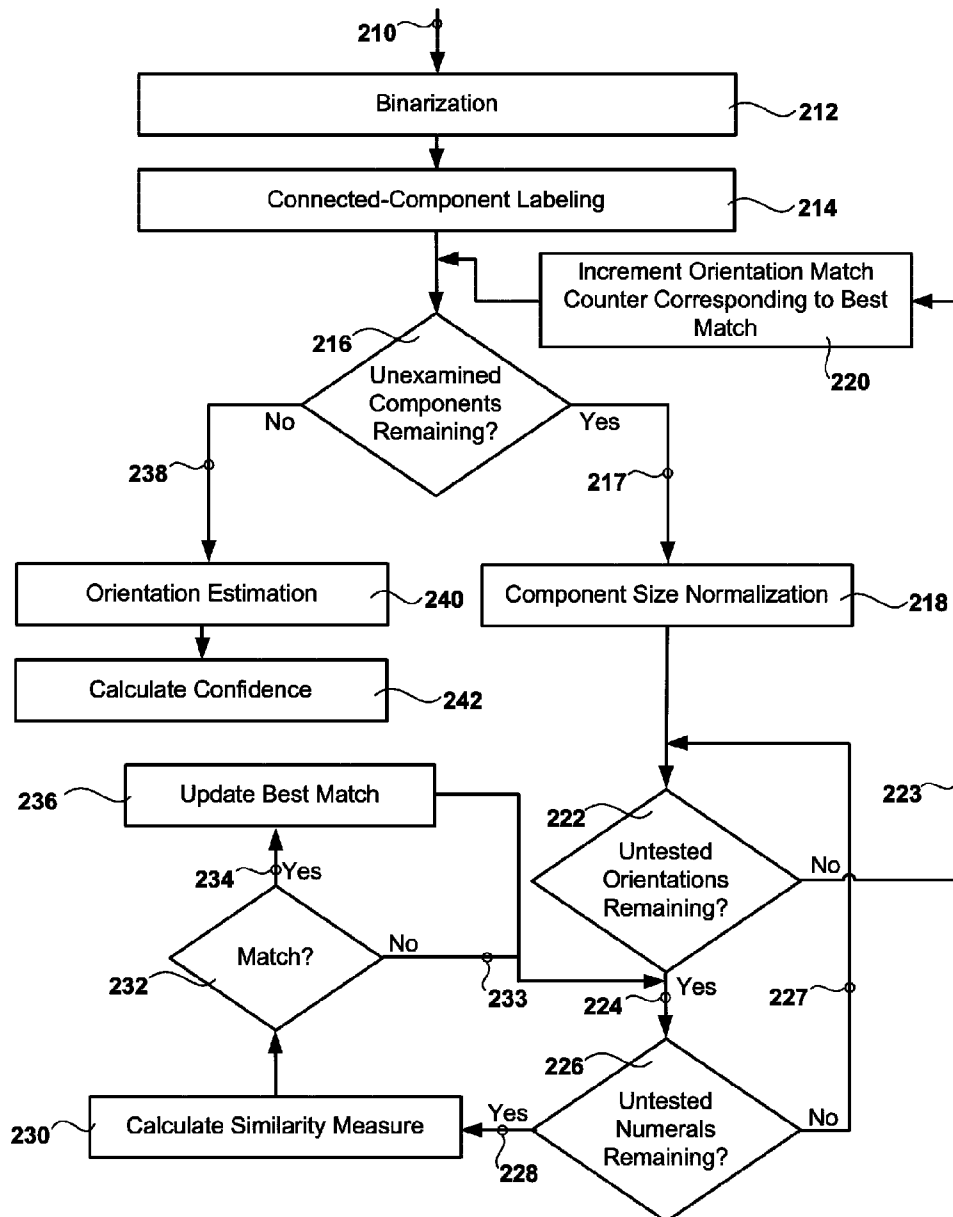 210
Binarization
212
Connected-Component Labeling
214
Increment Orientation Match
Counter Corresponding to Best
Match
220
216
Unexamined
Components
Remaining?
No
Yes
238
217
Orientation Estimation
240
Component Size Normalization
218
Calculate Confidence
242
236
Update Best Match
222
223
Untested
Orientations
Remaining?
No
234
Yes
Match?
No
232
233
224
Yes
227
226
Untested
Numerals
Remaining?
No
Yes
228
230
Calculate Similarity Measure